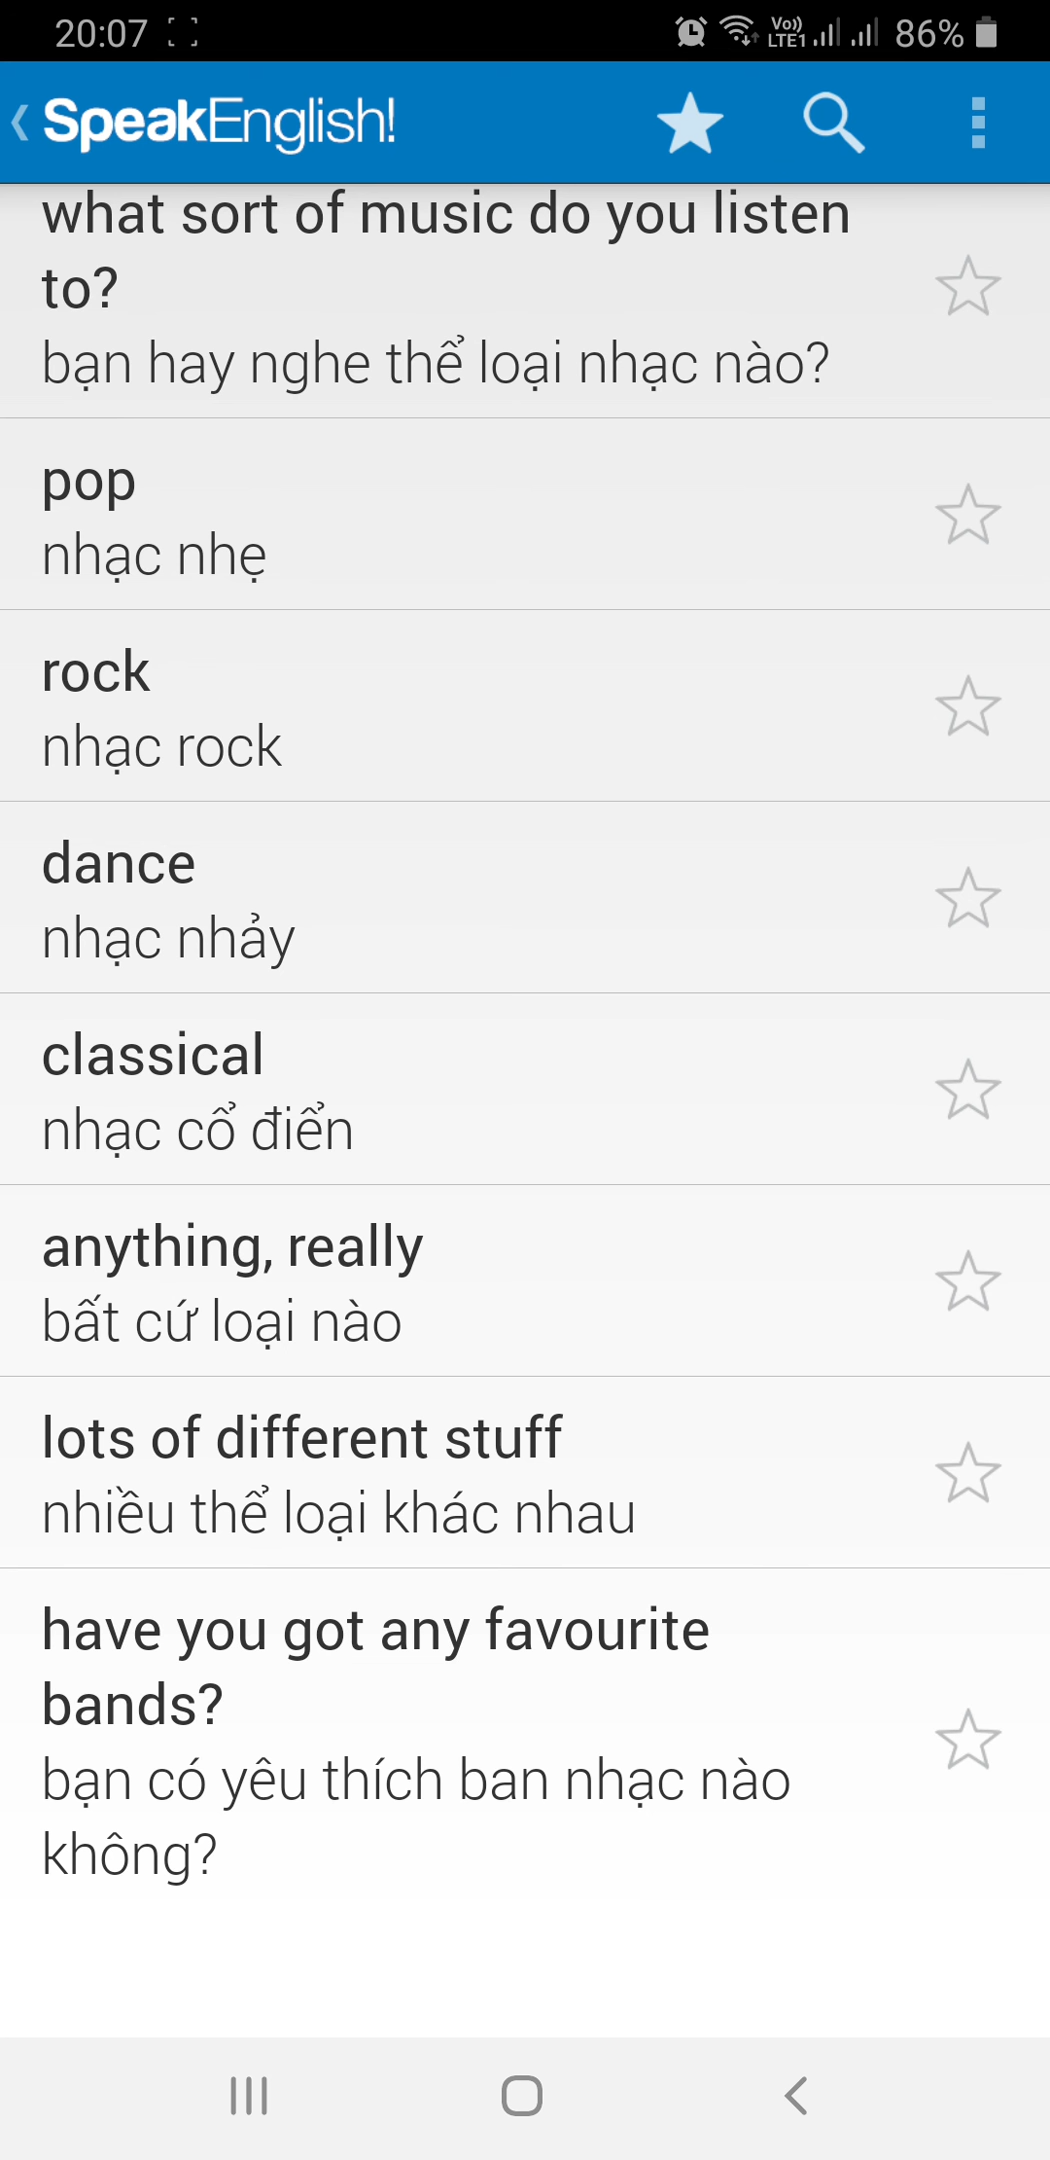 20:07 Vo)) LTE1 86%
SpeakEnglish!
what sort of music do you listen
to?
bạn hay nghe thể loại nhạc nào?
pop
nhạc nhẹ
rock
nhạc rock
dance
nhạc nhảy
classical
nhạc cổ điển
anything, really
bất cứ loại nào
lots of different stuff
nhiều thể loại khác nhau
have you got any favourite
bands?
bạn có yêu thích ban nhạc nào
không?